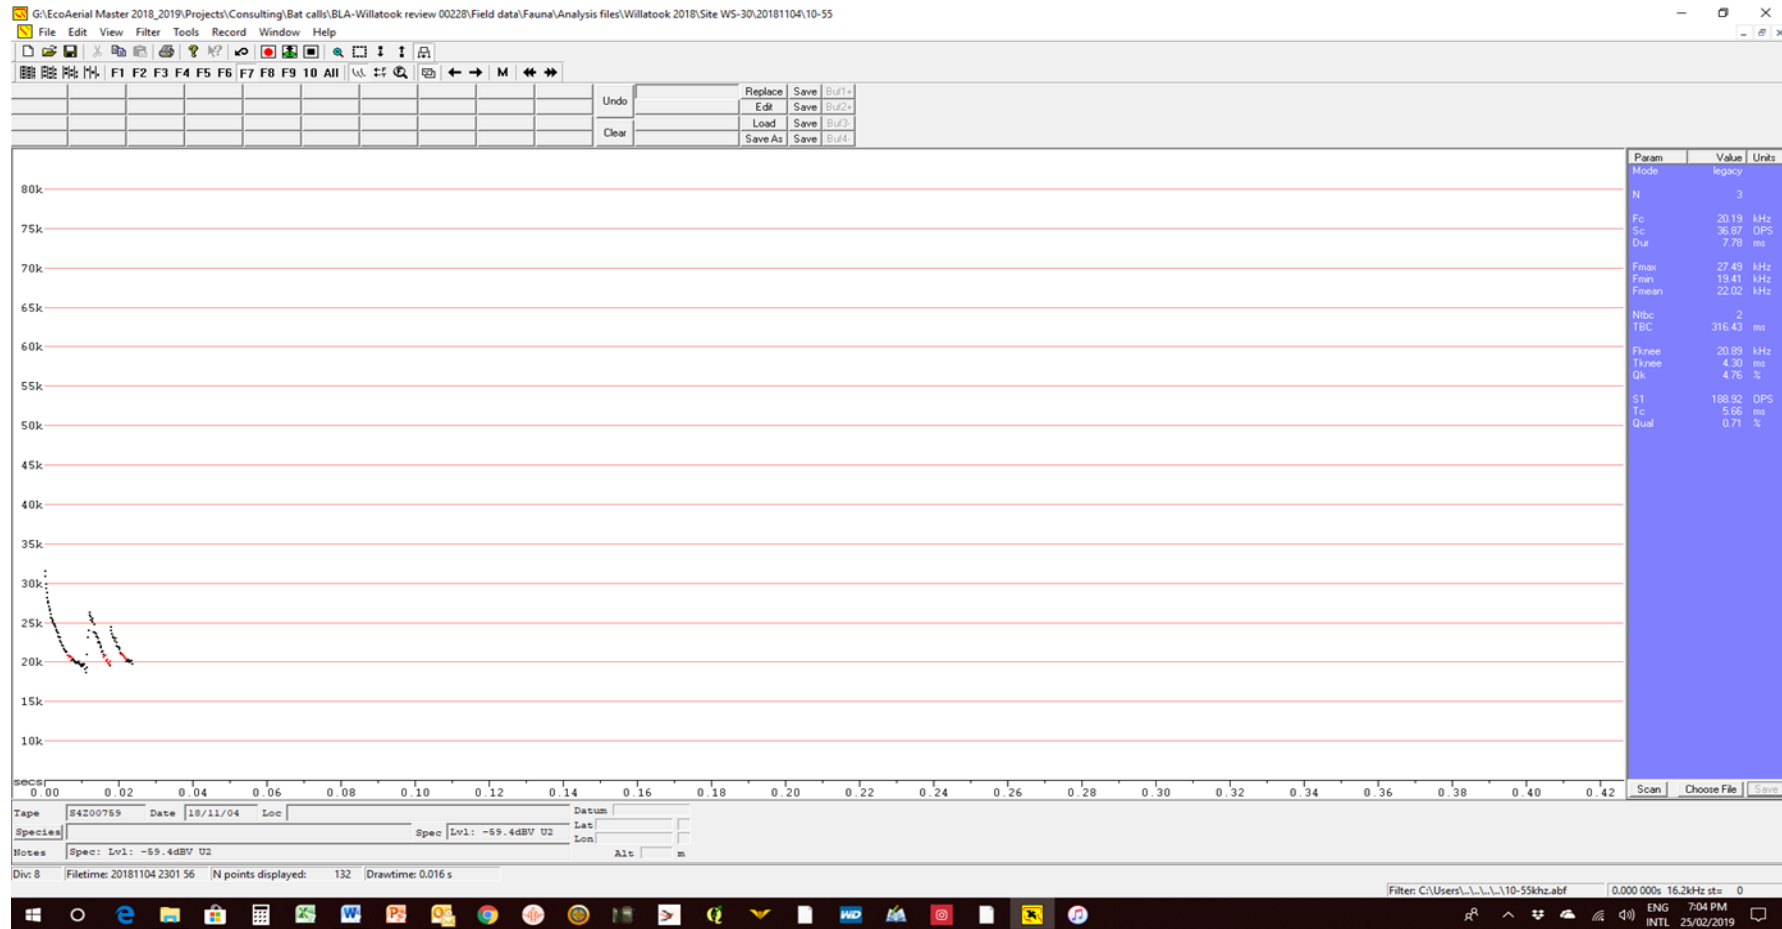 G:\EcoAerial Master 2018_2019\Projects\Consulting\Bat calls\BLA-Willatook review 00228\Field data\Fauna\Analysis files\Willatook 2018\Site WS-30\20181104\10-55
File Edit View Filter Tools Record Window Help
F1 F2 F3 F4 F5 F6 F7 F8 F9 10 All M
Undo Replace Save Buf1+
Edit Save Buf2+
Clear Load Save Buf3-
Save As Save Buf4-
Param Value Units
Mode legacy
N 3
Fc 20.19 kHz
Sc 36.87 OPS
Dur 7.78 ms
Fmax 27.49 kHz
Fmin 19.41 kHz
Fmean 22.02 kHz
Ntbc 2
TBC 316.43 ms
Fknee 20.89 kHz
Tknee 4.30 ms
Qk 4.76 %
S1 188.92 OPS
Tc 5.66 ms
Qual 0.71 %
80k
75k
70k
65k
60k
55k
50k
45k
40k
35k
30k
25k
20k
15k
10k
secs
0.00 0.02 0.04 0.06 0.08 0.10 0.12 0.14 0.16 0.18 0.20 0.22 0.24 0.26 0.28 0.30 0.32 0.34 0.36 0.38 0.40 0.42
Scan Choose File Save
Tape S4Z00759 Date 18/11/04 Loc Datum
Species Spec Lvl: -59.4dBV U2 Lat
Lon
Notes Spec: Lvl: -59.4dBV U2 Alt m
Div: 8 Filetime: 20181104 2301 56 N points displayed: 132 Drawtime: 0.016 s
Filter: C:\Users\..\..\..\..\10-55khz.abf 0.000 000s 16.2kHz st= 0
WD
ENG 7:04 PM
INTL 25/02/2019